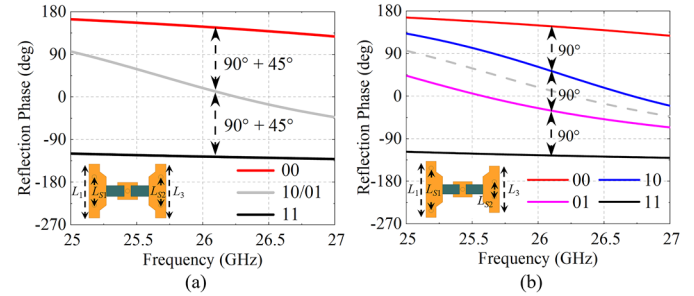 (a)
180
90
0
-90
-180
-270
Reflection Phase (deg)
90° + 45°
90° + 45°
L1
LS1
LS2
L3
00
10/01
11
25
25.5
26
26.5
27
Frequency (GHz)
(a)
(b)
180
90
0
-90
-180
-270
Reflection Phase (deg)
90°
90°
90°
L1
LS1
LS2
L3
00
10
01
11
25
25.5
26
26.5
27
Frequency (GHz)
(b)